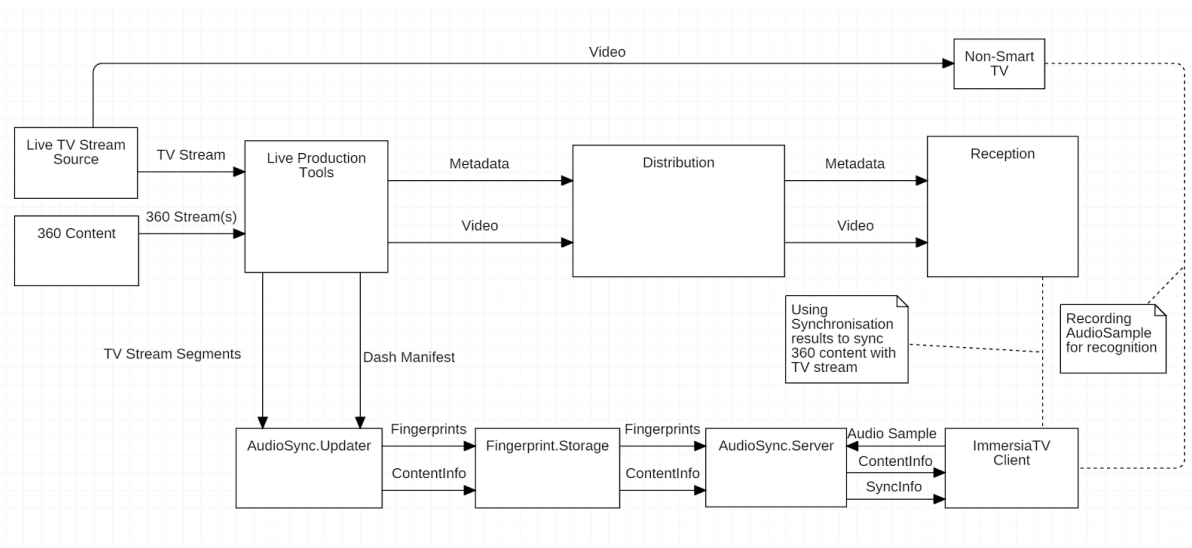 Video
Non-Smart
TV
Live TV Stream
Source
TV Stream
Live Production
Tools
Metadata
Distribution
Metadata
Reception
360 Content
360 Stream(s)
Video
Video
Using
Synchronisation
results to sync
360 content with
TV stream
Recording
AudioSample
for recognition
TV Stream Segments
Dash Manifest
AudioSync.Updater
Fingerprints
ContentInfo
Fingerprint.Storage
Fingerprints
ContentInfo
AudioSync.Server
Audio Sample
ContentInfo
SyncInfo
ImmersiaTV
Client